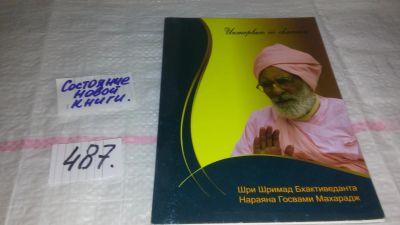 Состояние
новой
книги.
487.
Интервью со святым
Шри Шримад Бхактиведанта
Нараяна Госвами Махарадж